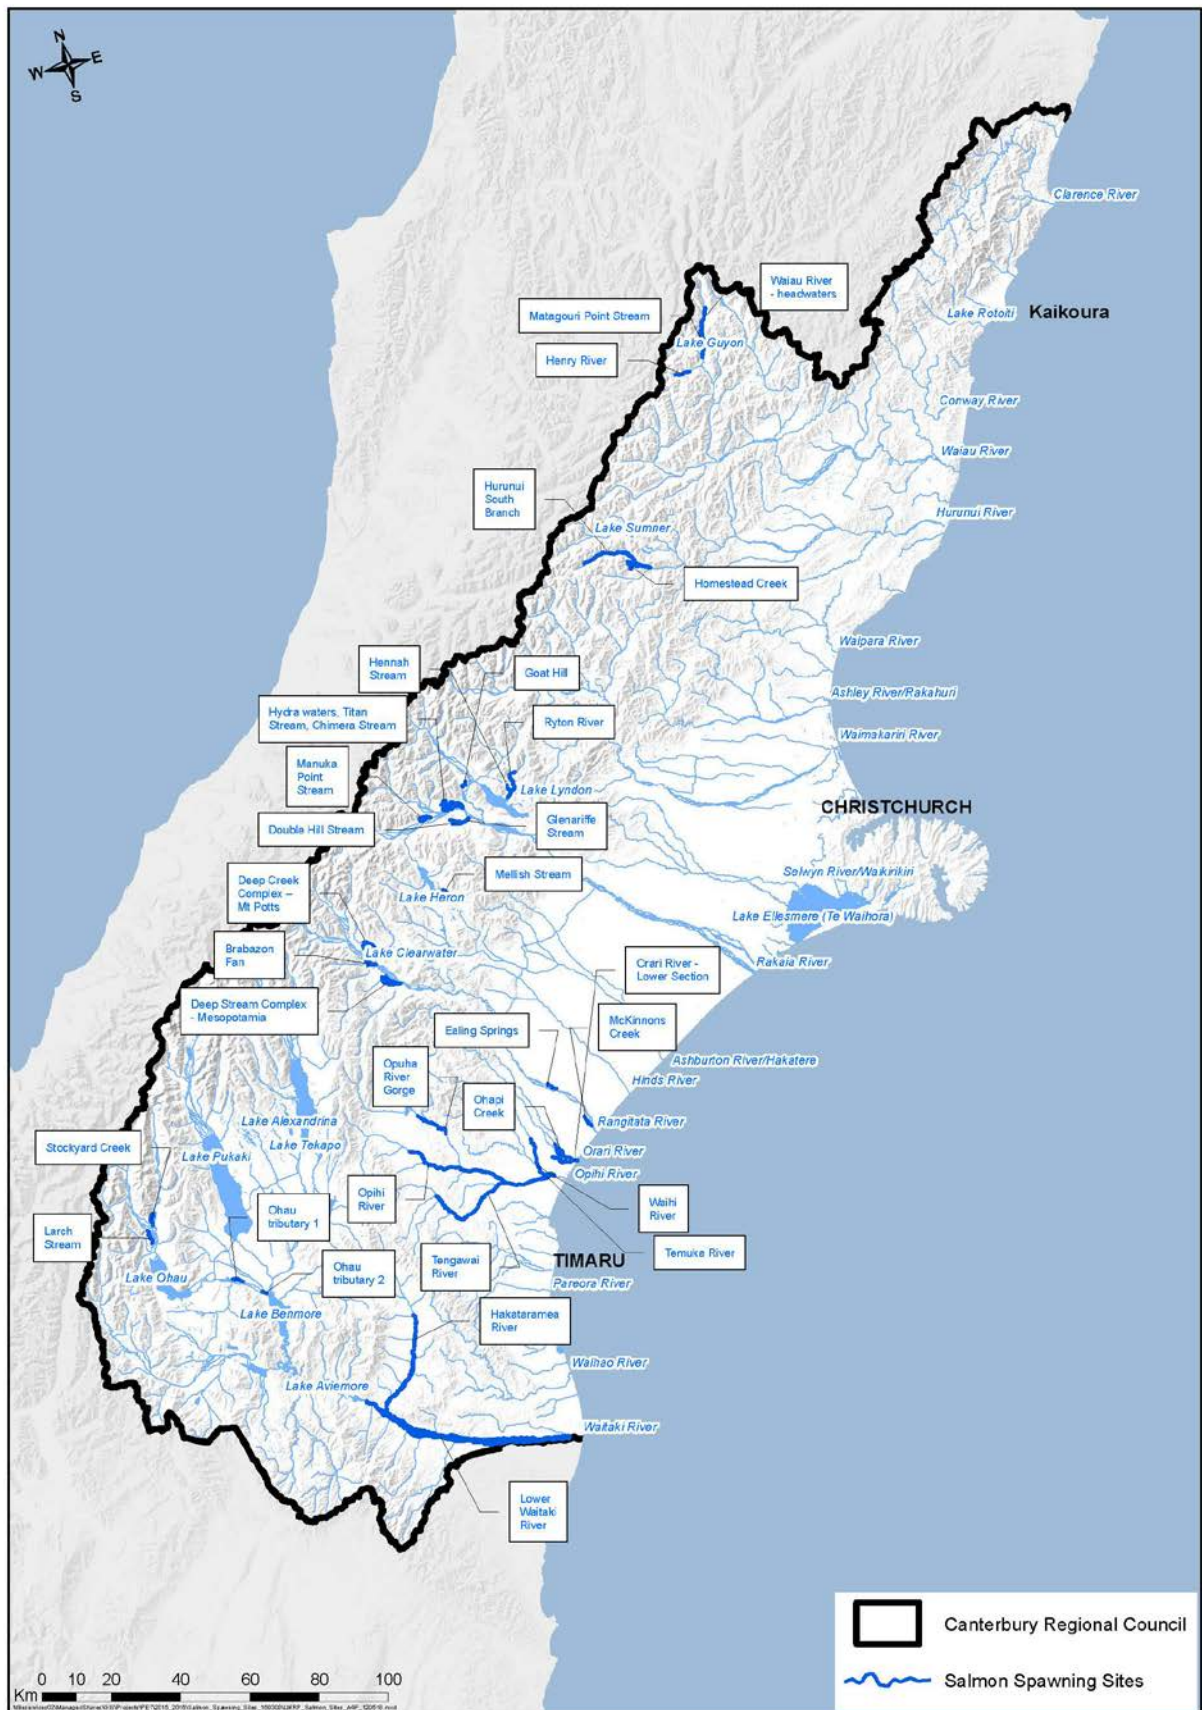 N
W
E
S
Clarence River
Waiau River
- headwaters
Matagouri Point Stream
Lake Rotoiti
Kaikoura
Lake Guyon
Henry River
Conway River
Waiau River
Hurunui
South
Branch
Hurunui River
Lake Sumner
Homestead Creek
Waipara River
Hennah
Stream
Goat Hill
Ashley River/Rakahuri
Hydra waters, Titan
Stream, Chimera Stream
Ryton River
Waimakariri River
Manuka
Point
Stream
Lake Lyndon
CHRISTCHURCH
Double Hill Stream
Glenariffe
Stream
Selwyn River/Waikirikiri
Mellish Stream
Deep Creek
Complex –
Mt Potts
Lake Heron
Lake Ellesmere (Te Waihora)
Brabazon
Fan
Lake Clearwater
Rakaia River
Orari River -
Lower Section
Deep Stream Complex
- Mesopotamia
Ealing Springs
McKinnons
Creek
Ashburton River/Hakatere
Opuha
River
Gorge
Hinds River
Ohapi
Creek
Rangitata River
Lake Alexandrina
Lake Tekapo
Stockyard Creek
Lake Pukaki
Orari River
Opihi River
Opihi
River
Waihi
River
Ohau
tributary 1
Larch
Stream
Temuka River
Tengawai
River
TIMARU
Ohau
tributary 2
Lake Ohau
Pareora River
Lake Benmore
Hakataramea
River
Waihao River
Lake Aviemore
Waitaki River
Lower
Waitaki
River
Canterbury Regional Council
Salmon Spawning Sites
0 10 20 40 60 80 100
Km